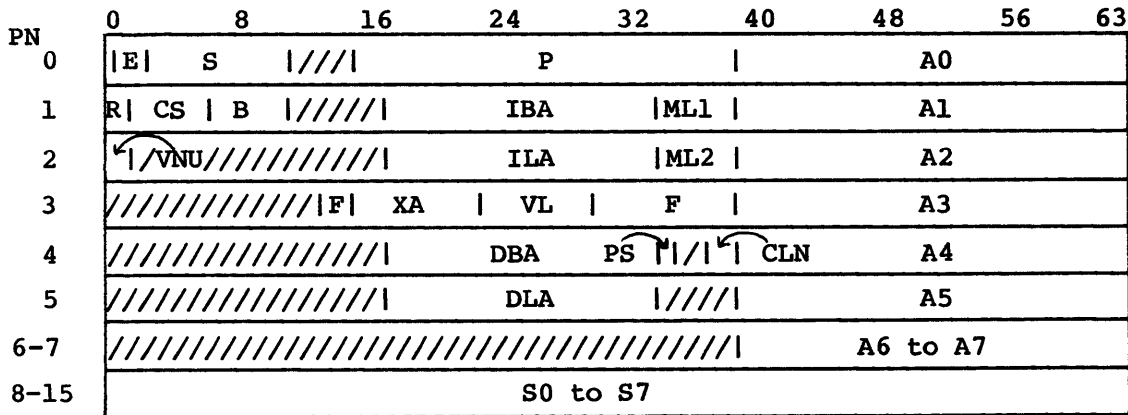 0 8 16 24 32 40 48 56 63
PN
0 |E| S |///| P | A0
1 R| CS | B |/////| IBA |ML1 | A1
2 |/VNU///////////| ILA |ML2 | A2
3 /////////////|F| XA | VL | F | A3
4 /////////////////| DBA PS ||/| | CLN A4
5 /////////////////| DLA |////| A5
6-7 ///////////////////////////////////////| A6 to A7
8-15 S0 to S7